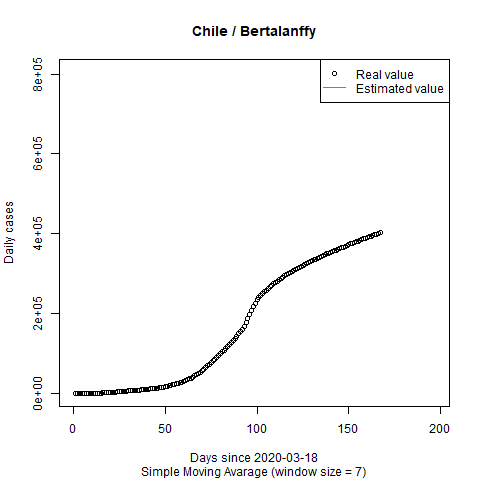 Chile / Bertalanffy
Real value
Estimated value
8e+05
6e+05
4e+05
2e+05
0e+00
Daily cases
0 50 100 150 200
Days since 2020-03-18
Simple Moving Avarage (window size = 7)